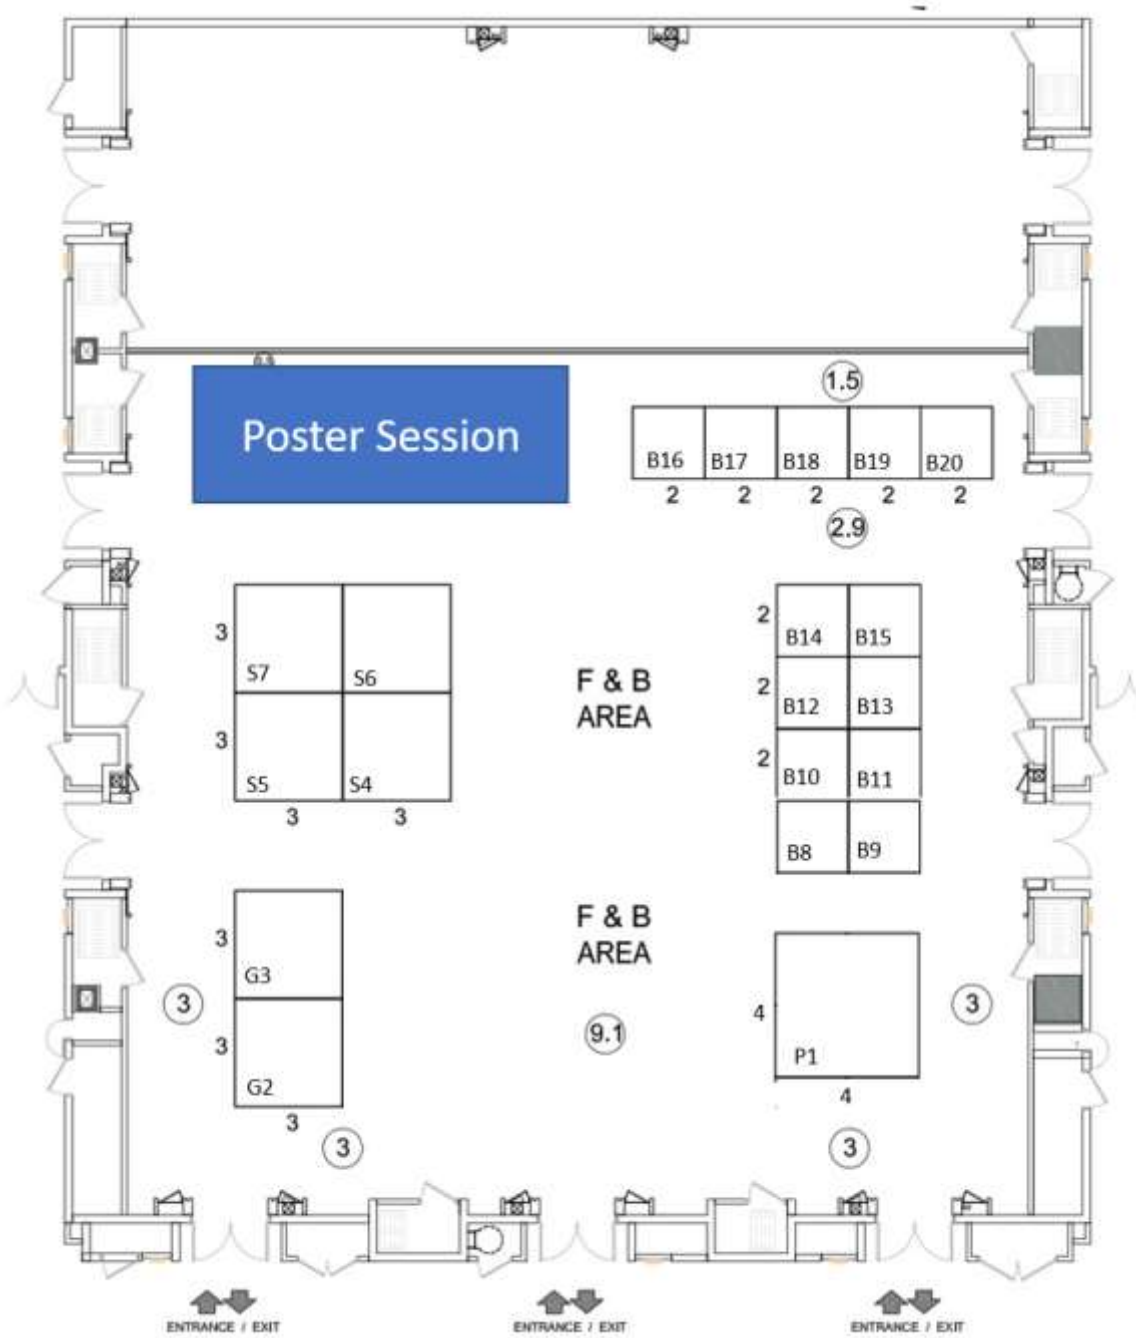 1.5
Poster Session
B16 B17 B18 B19 B20
2 2 2 2 2
2.9
2 B14 B15
3 S7 S6
F & B
AREA
2 B12 B13
3 S5 S4
2 B10 B11
3 3
B8 B9
F & B
AREA
3 G3
3
3
4
9.1
3 G2
P1
3
4
3
3
ENTRANCE / EXIT
ENTRANCE / EXIT
ENTRANCE / EXIT